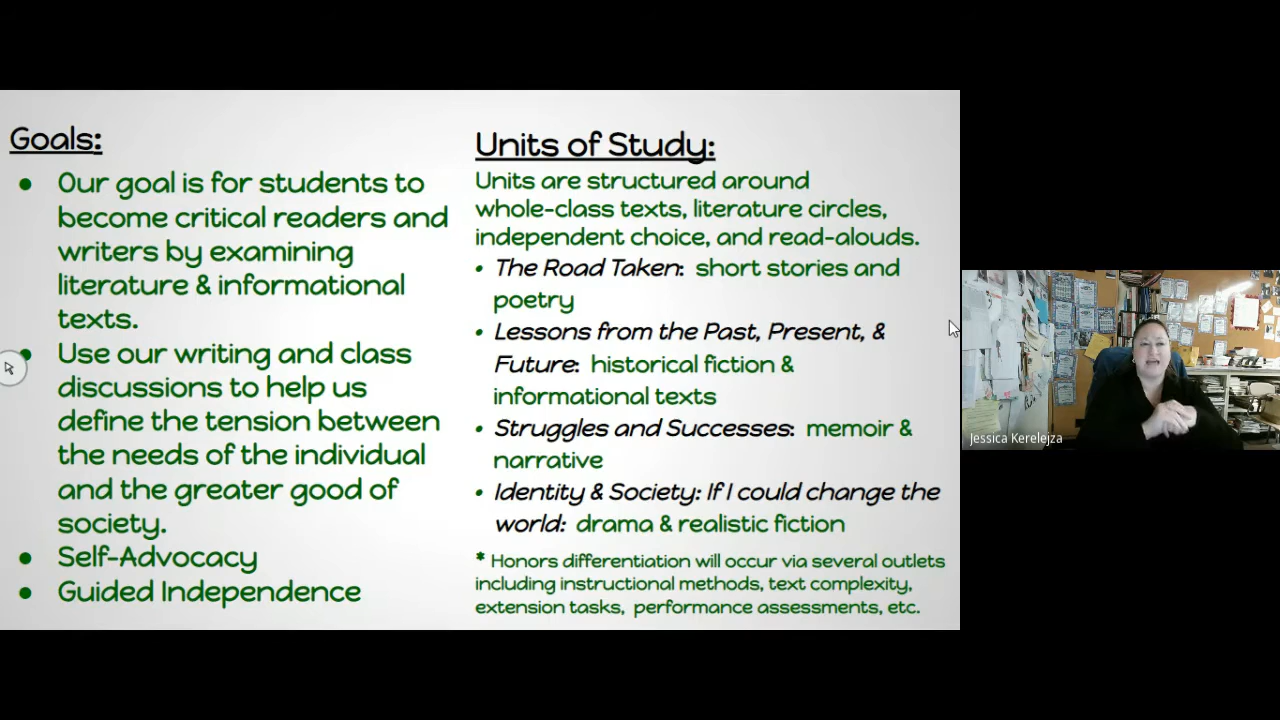 Goals:
● Our goal is for students to
become critical readers and
writers by examining
literature & informational
texts.
● Use our writing and class
discussions to help us
define the tension between
the needs of the individual
and the greater good of
society.
● Self-Advocacy
● Guided Independence
Units of Study:
Units are structured around
whole-class texts, literature circles,
independent choice, and read-alouds.
• The Road Taken: short stories and
poetry
• Lessons from the Past, Present, &
Future: historical fiction &
informational texts
• Struggles and Successes: memoir &
narrative
• Identity & Society: If I could change the
world: drama & realistic fiction
* Honors differentiation will occur via several outlets
including instructional methods, text complexity,
extension tasks, performance assessments, etc.
Jessica Kerelejza